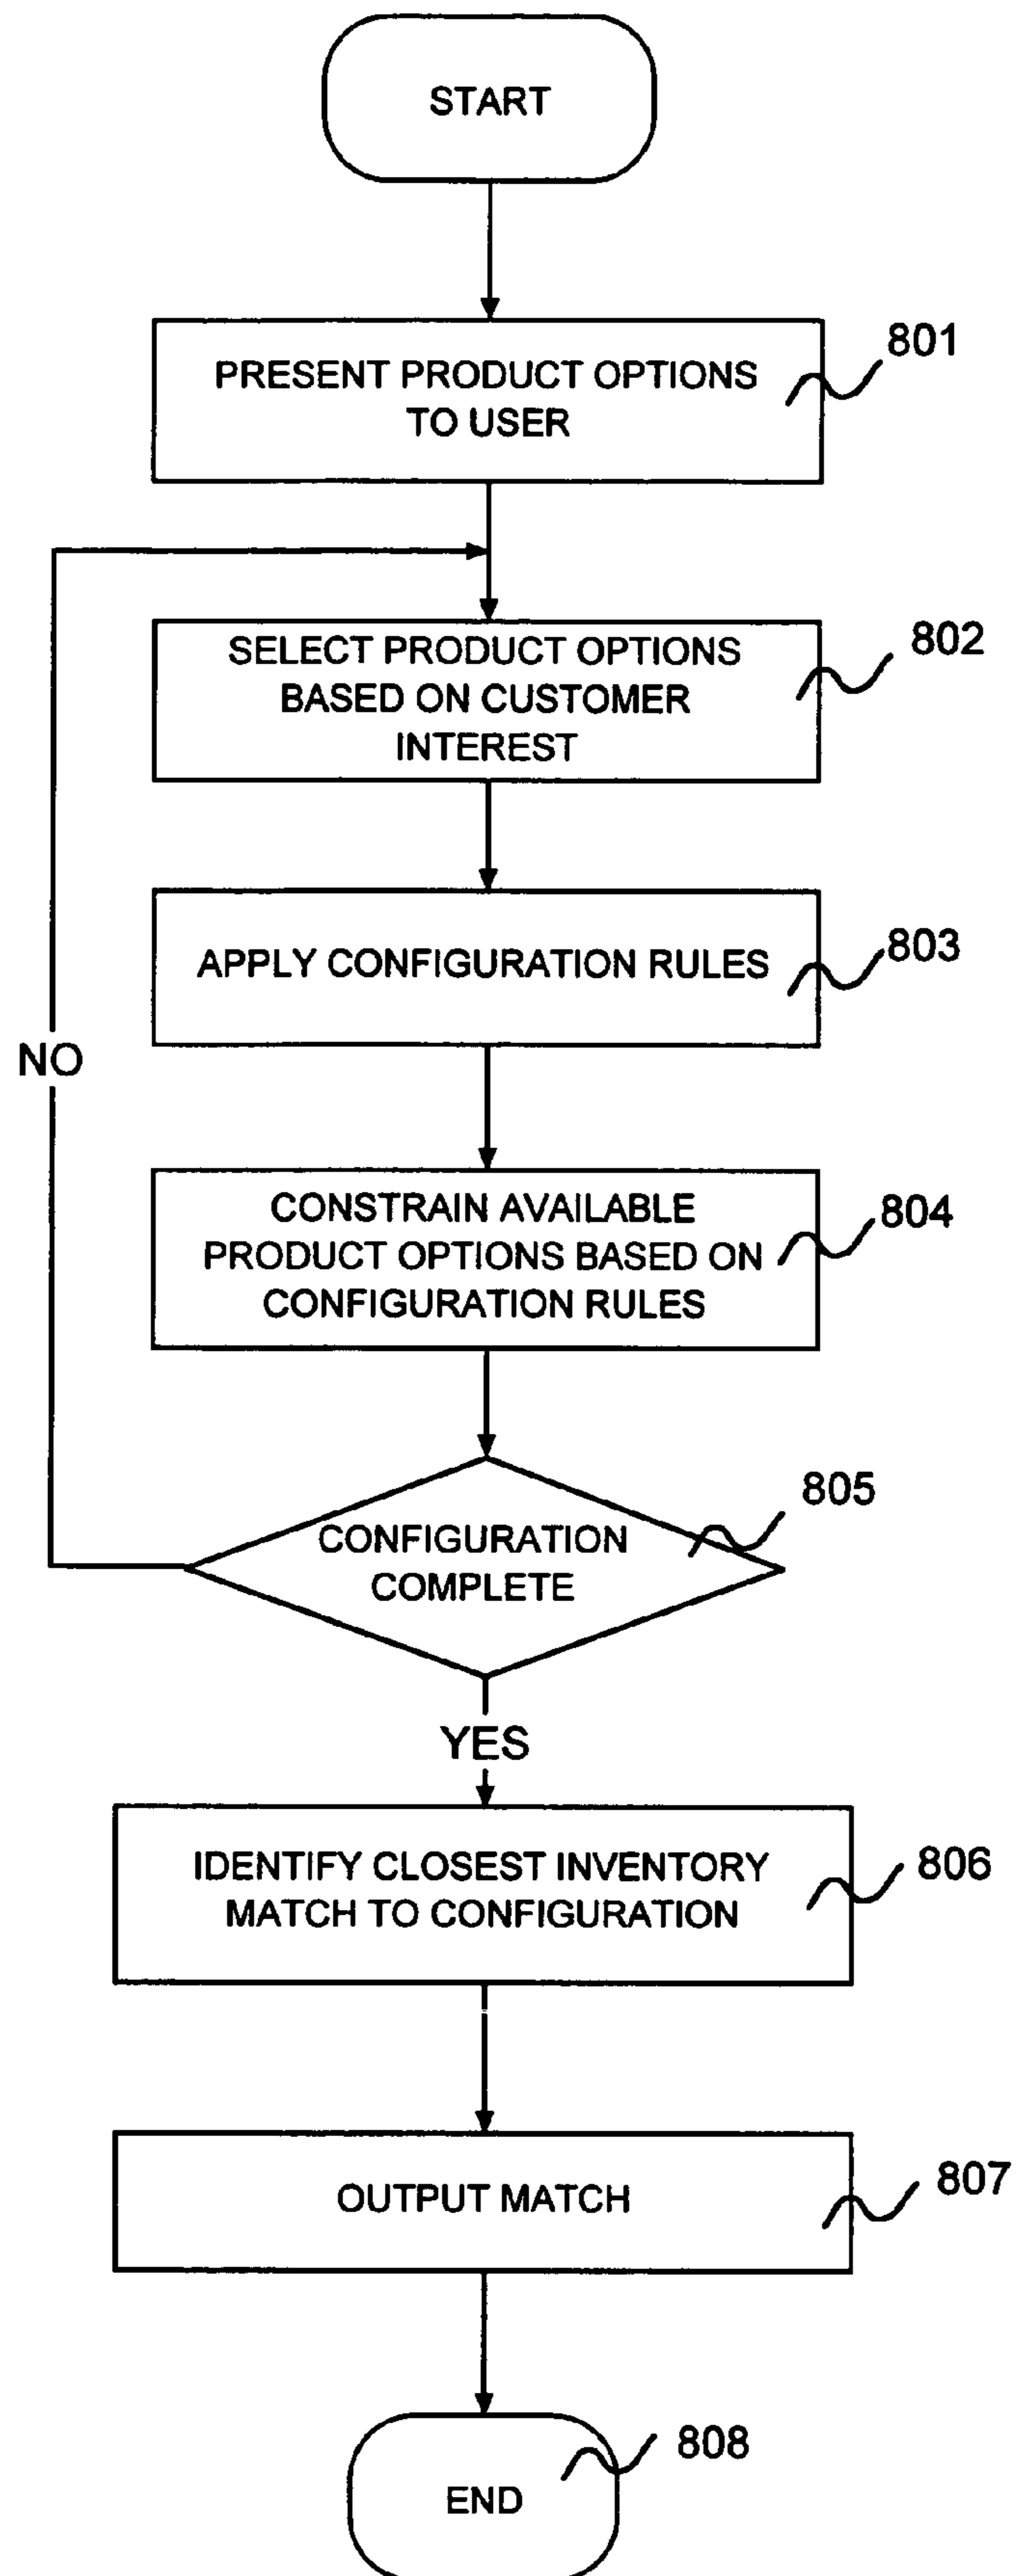 START
PRESENT PRODUCT OPTIONS
TO USER
801
SELECT PRODUCT OPTIONS
BASED ON CUSTOMER
INTEREST
802
APPLY CONFIGURATION RULES
803
NO
CONSTRAIN AVAILABLE
PRODUCT OPTIONS BASED ON
CONFIGURATION RULES
804
CONFIGURATION
COMPLETE
805
YES
IDENTIFY CLOSEST INVENTORY
MATCH TO CONFIGURATION
806
OUTPUT MATCH
807
END
808